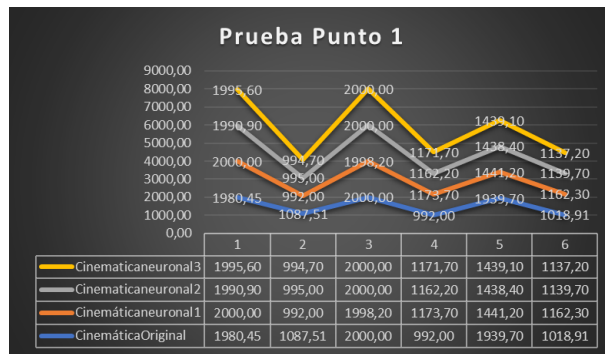 Prueba Punto 1
9000,00
8000,00
7000,00
6000,00
5000,00
4000,00
3000,00
2000,00
1000,00
0,00
1995,60 994,70 2000,00 1171,70 1439,10 1137,20
1990,90 995,00 2000,00 1162,20 1438,40 1139,70
2000,00 992,00 1998,20 1173,70 1441,20 1162,30
1980,45 1087,51 2000,00 992,00 1939,70 1018,91
1 2 3 4 5 6
Cinematicaneuronal3 1995,60 994,70 2000,00 1171,70 1439,10 1137,20
Cinematicaneuronal2 1990,90 995,00 2000,00 1162,20 1438,40 1139,70
Cinemáticaneuronal1 2000,00 992,00 1998,20 1173,70 1441,20 1162,30
CinemáticaOriginal 1980,45 1087,51 2000,00 992,00 1939,70 1018,91